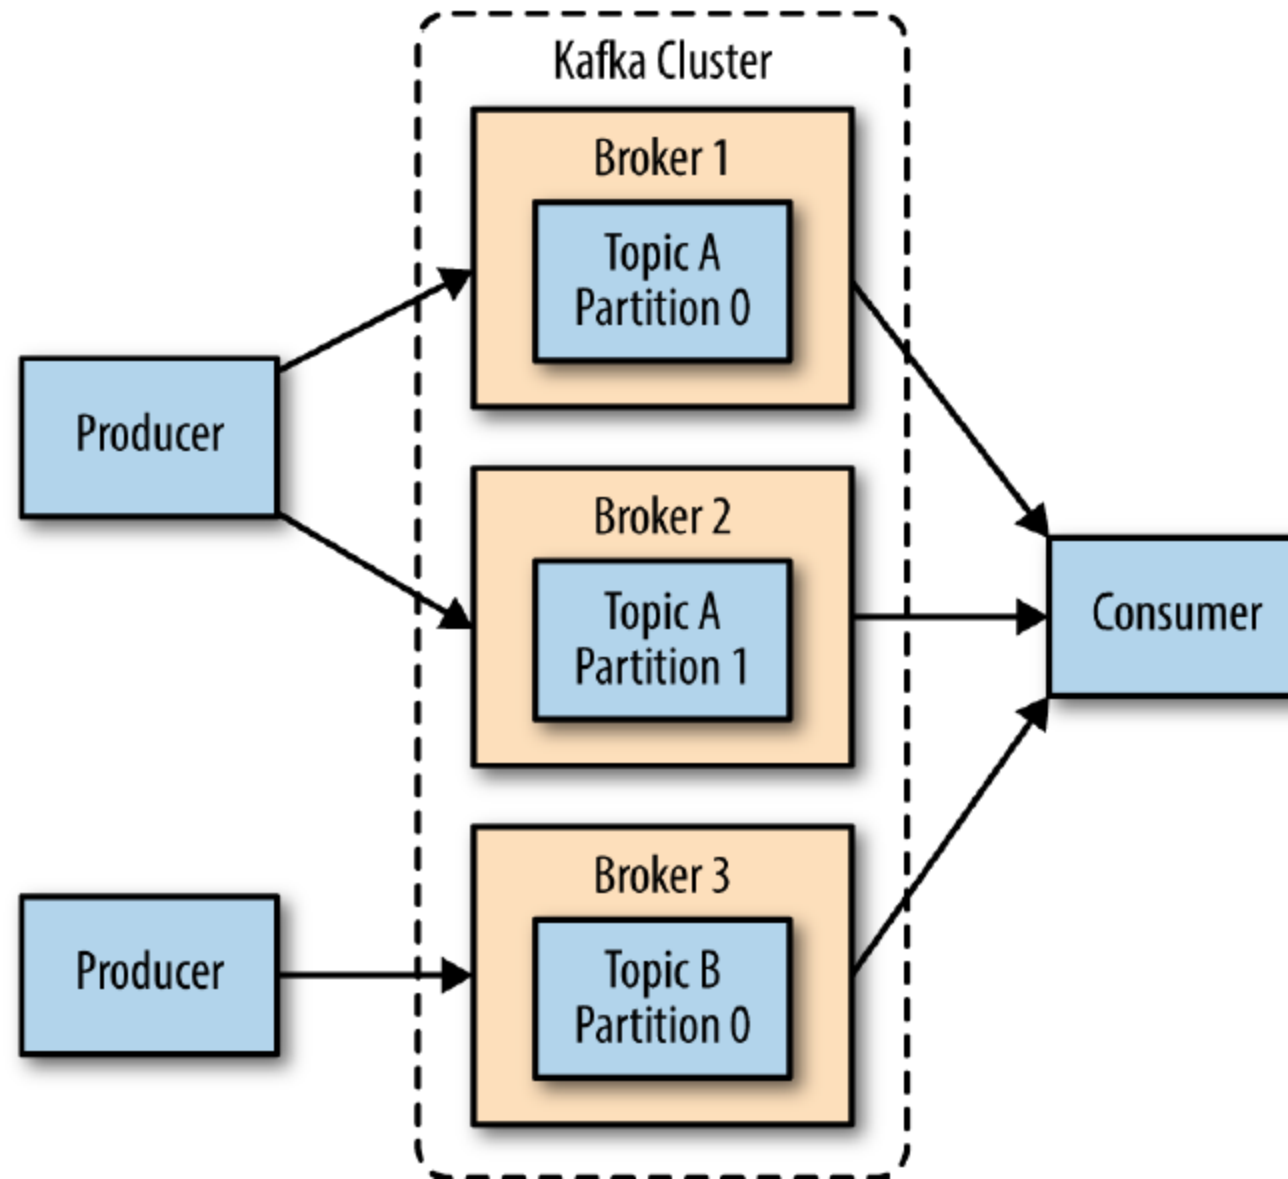 Kafka Cluster
Broker 1
Topic A
Partition 0
Producer
Broker 2
Topic A
Partition 1
Consumer
Broker 3
Producer
Topic B
Partition 0